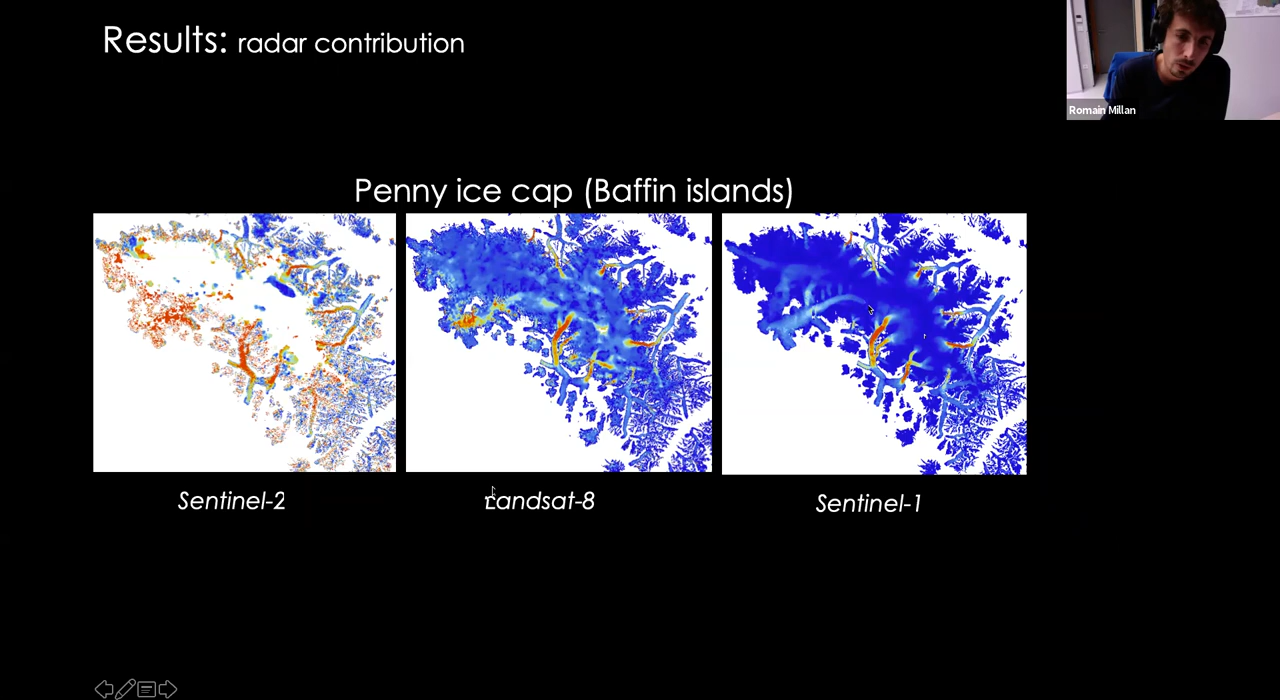 Results: radar contribution
Romain Millan
Penny ice cap (Baffin islands)
Sentinel-2
Landsat-8
Sentinel-1